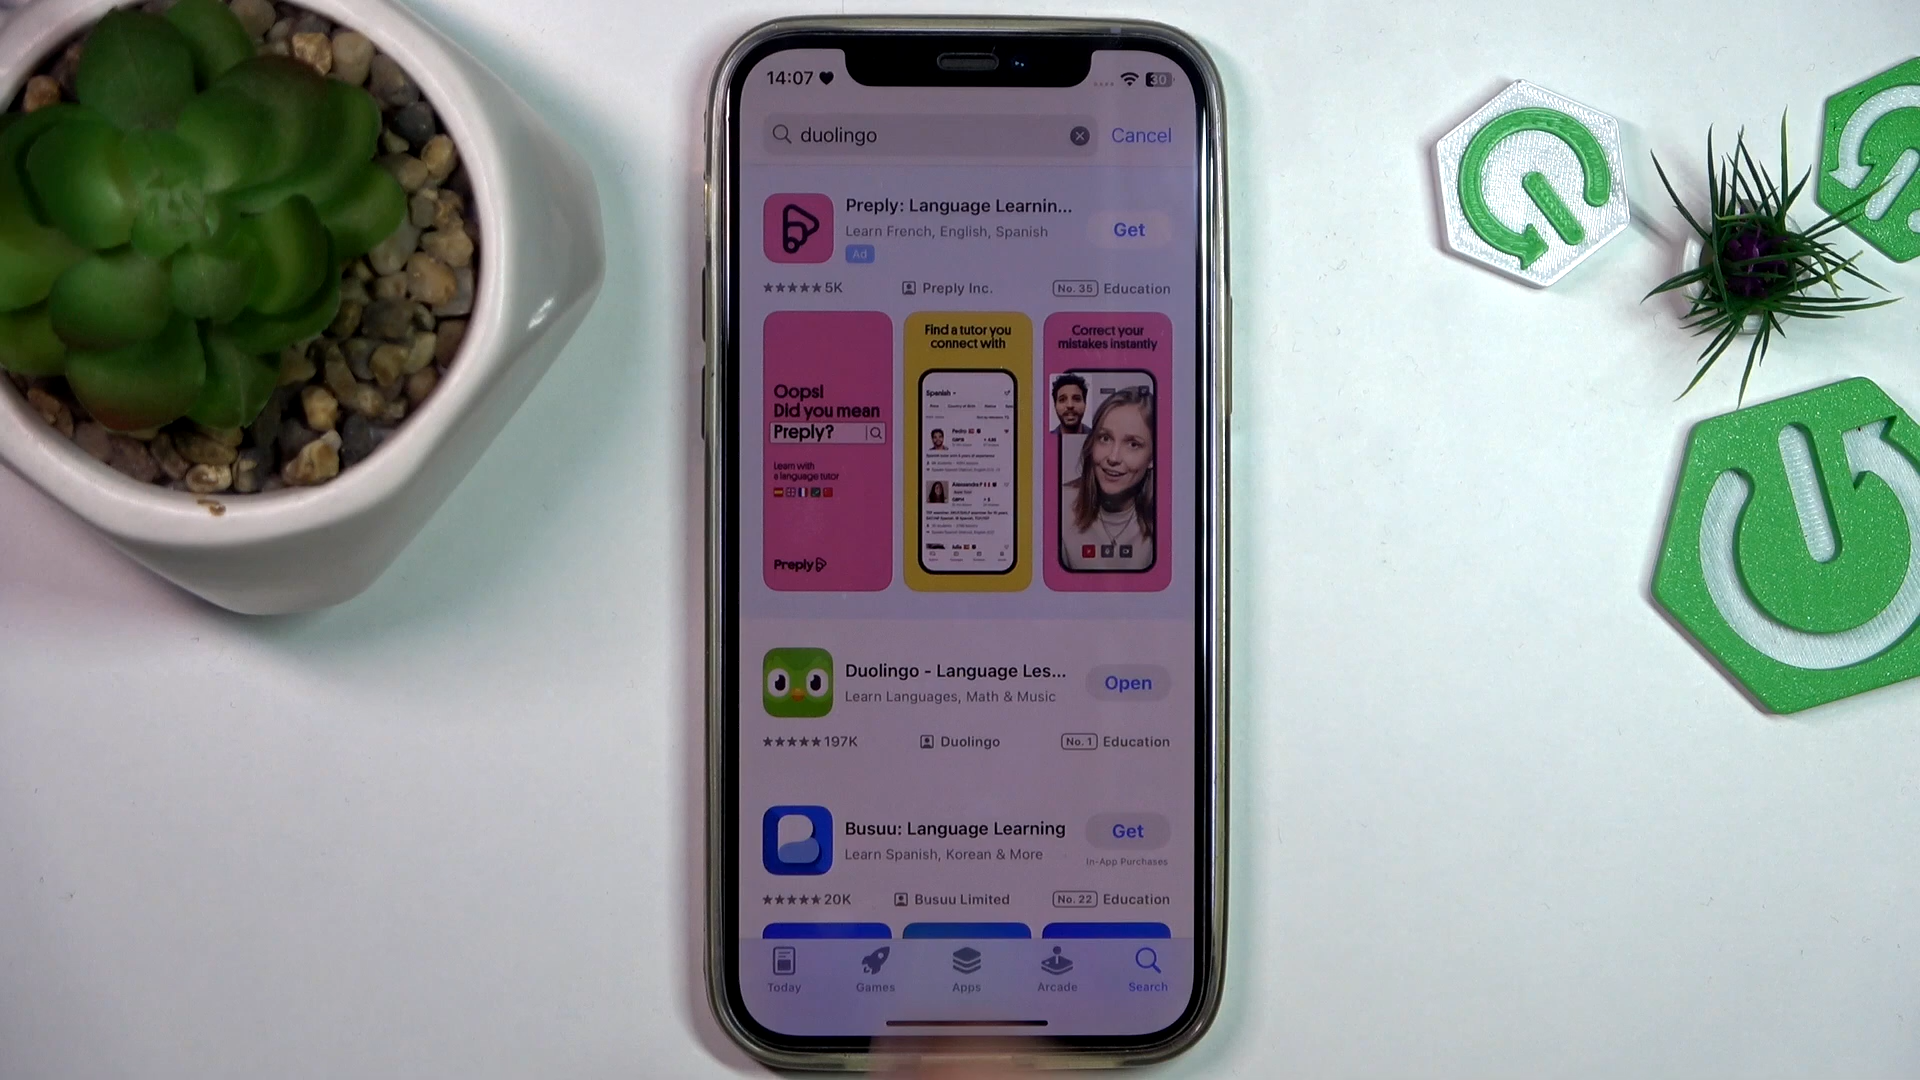 14:07
30
duolingo
Cancel
Preply: Language Learnin...
Learn French, English, Spanish
Ad
Get
5K
Preply Inc.
No. 35 Education
Oops!
Did you mean
Preply?
Learn with
a language tutor
Preply
Find a tutor you
connect with
Spanish
Correct your
mistakes instantly
Duolingo - Language Les...
Learn Languages, Math & Music
Open
197K
Duolingo
No. 1 Education
Busuu: Language Learning
Learn Spanish, Korean & More
Get
In-App Purchases
20K
Busuu Limited
No. 22 Education
Today
Games
Apps
Arcade
Search